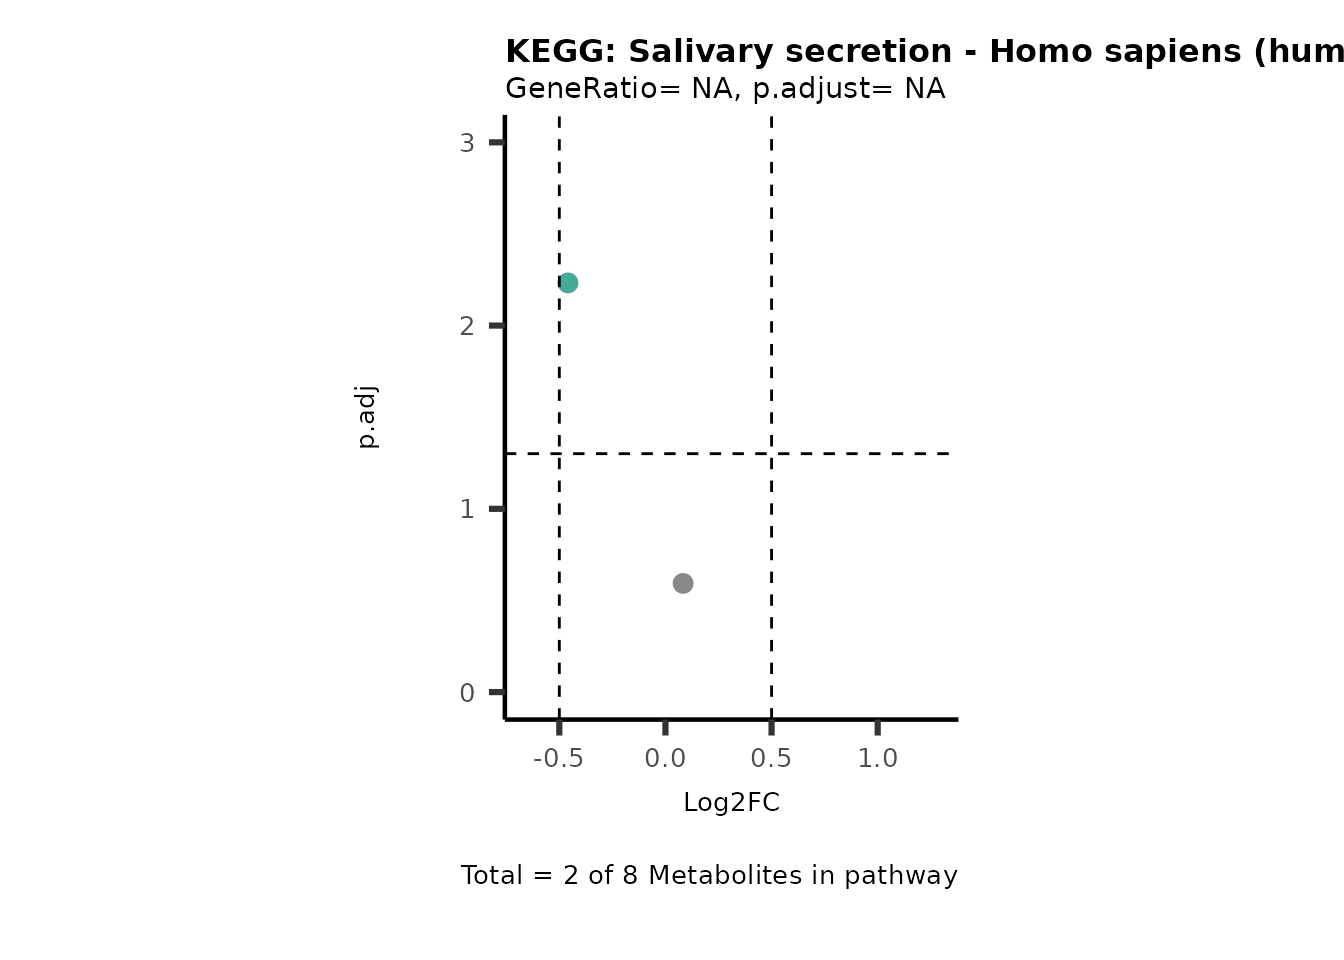 KEGG: Salivary secretion - Homo sapiens (hum
GeneRatio= NA, p.adjust= NA
3
2
1
0
p.adj
-0.5 0.0 0.5 1.0
Log2FC
Total = 2 of 8 Metabolites in pathway